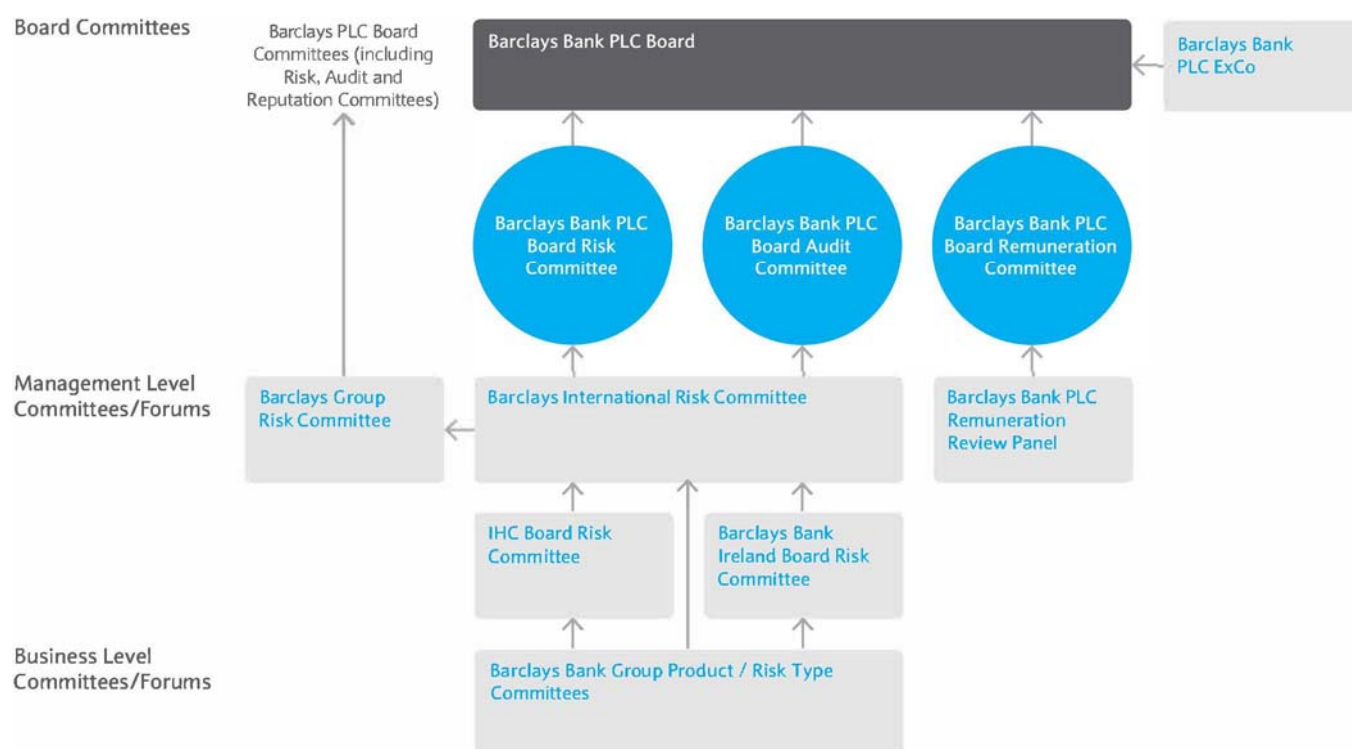 Board Committees
Barclays PLC Board
Committees (including
Risk, Audit and
Reputation Committees)
Barclays Bank PLC Board
Barclays Bank
PLC ExCo
Barclays Bank PLC
Board Risk
Committee
Barclays Bank PLC
Board Audit
Committee
Barclays Bank PLC
Board Remuneration
Committee
Management Level
Committees/Forums
Barclays Group
Risk Committee
Barclays International Risk Committee
Barclays Bank PLC
Remuneration
Review Panel
IHC Board Risk
Committee
Barclays Bank
Ireland Board Risk
Committee
Business Level
Committees/Forums
Barclays Bank Group Product / Risk Type
Committees